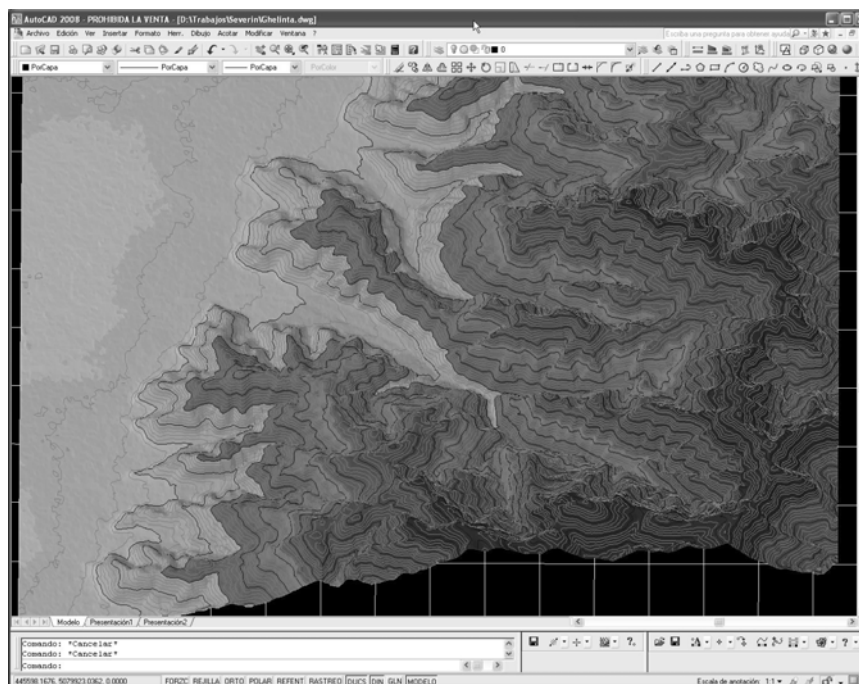 AutoCAD 2008 - PROHIBIDA LA VENTA - [D:\Trabajos\Severin\Ghelinta.dwg]
Archivo Edición Ver Insertar Formato Herr. Dibujo Acotar Modificar Ventana ?
Escriba una pregunta para obtener ayuda
0
PorCapa PorCapa PorCapa PorColor
Modelo Presentación1 Presentación2
Comando: *Cancelar*
Comando: *Cancelar*
Comando:
445598.1676, 5079923.0362, 0.0000 FORZC REJILLA ORTO POLAR REFENT RASTREO DUCS DIN GLN MODELO Escala de anotación: 1:1